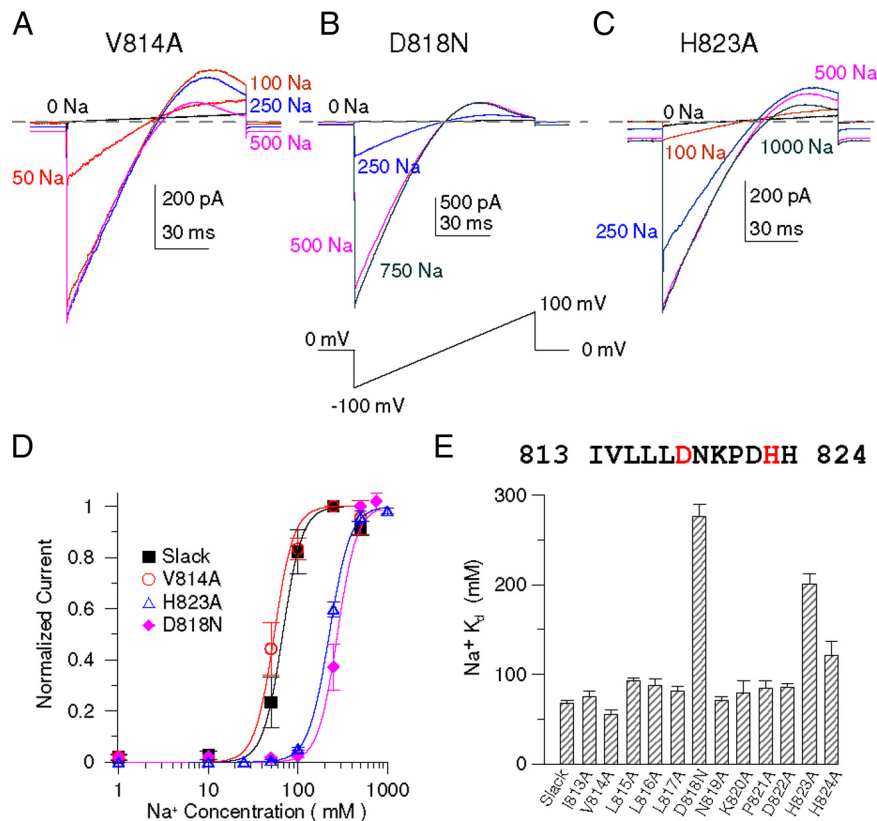 A
V814A
0 Na
100 Na
250 Na
500 Na
50 Na
200 pA
30 ms
B
D818N
0 Na
250 Na
500 pA
30 ms
500 Na
750 Na
0 mV
100 mV
0 mV
-100 mV
C
H823A
500 Na
0 Na
100 Na
1000 Na
200 pA
30 ms
250 Na
D
Normalized Current
1
0.8
0.6
0.4
0.2
0
Slack
V814A
H823A
D818N
1 10 100 1000
Na⁺ Concentration ( mM)
E
813 IVLLLDNKPDHH 824
Na⁺ Kd (mM)
300
200
100
0
Slack
I813A
V814A
L815A
L816A
L817A
D818N
N819A
K820A
P821A
D822A
H823A
H824A